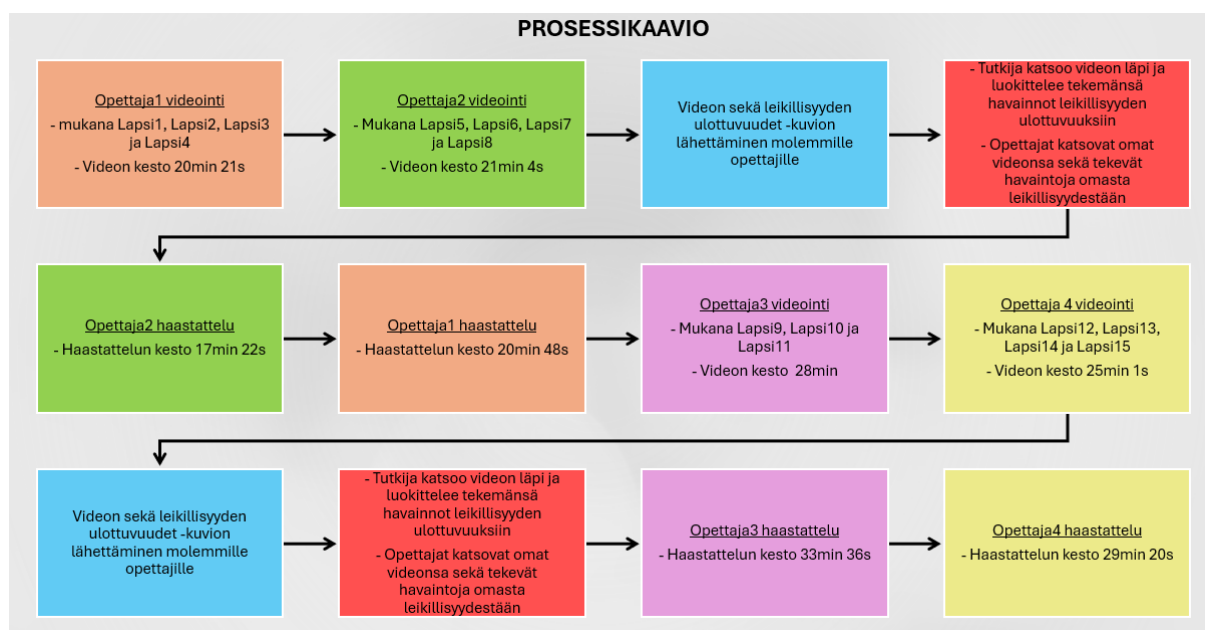 PROSESSIKAAVIO
Opettaja1 videointi
- mukana Lapsi1, Lapsi2, Lapsi3
ja Lapsi4
- Videon kesto 20min 21s
Opettaja2 videointi
- Mukana Lapsi5, Lapsi6, Lapsi7
ja Lapsi8
- Videon kesto 21min 4s
Videon sekä leikillisyyden
ulottuvuudet -kuvion
lähettäminen molemmille
opettajille
- Tutkija katsoo videon läpi ja
luokittelee tekemänsä
havainnot leikillisyyden
ulottuvuuksiin
- Opettajat katsovat omat
videonsa sekä tekevät
havaintoja omasta
leikillisyydestään
Opettaja2 haastattelu
- Haastattelun kesto 17min 22s
Opettaja1 haastattelu
- Haastattelun kesto 20min 48s
Opettaja3 videointi
- Mukana Lapsi9, Lapsi10 ja
Lapsi11
- Videon kesto  28min
Opettaja 4 videointi
- Mukana Lapsi12, Lapsi13,
Lapsi14 ja Lapsi15
- Videon kesto 25min 1s
Videon sekä leikillisyyden
ulottuvuudet -kuvion
lähettäminen molemmille
opettajille
- Tutkija katsoo videon läpi ja
luokittelee tekemänsä
havainnot leikillisyyden
ulottuvuuksiin
- Opettajat katsovat omat
videonsa sekä tekevät
havaintoja omasta
leikillisyydestään
Opettaja3 haastattelu
- Haastattelun kesto 33min 36s
Opettaja4 haastattelu
- Haastattelun kesto 29min 20s